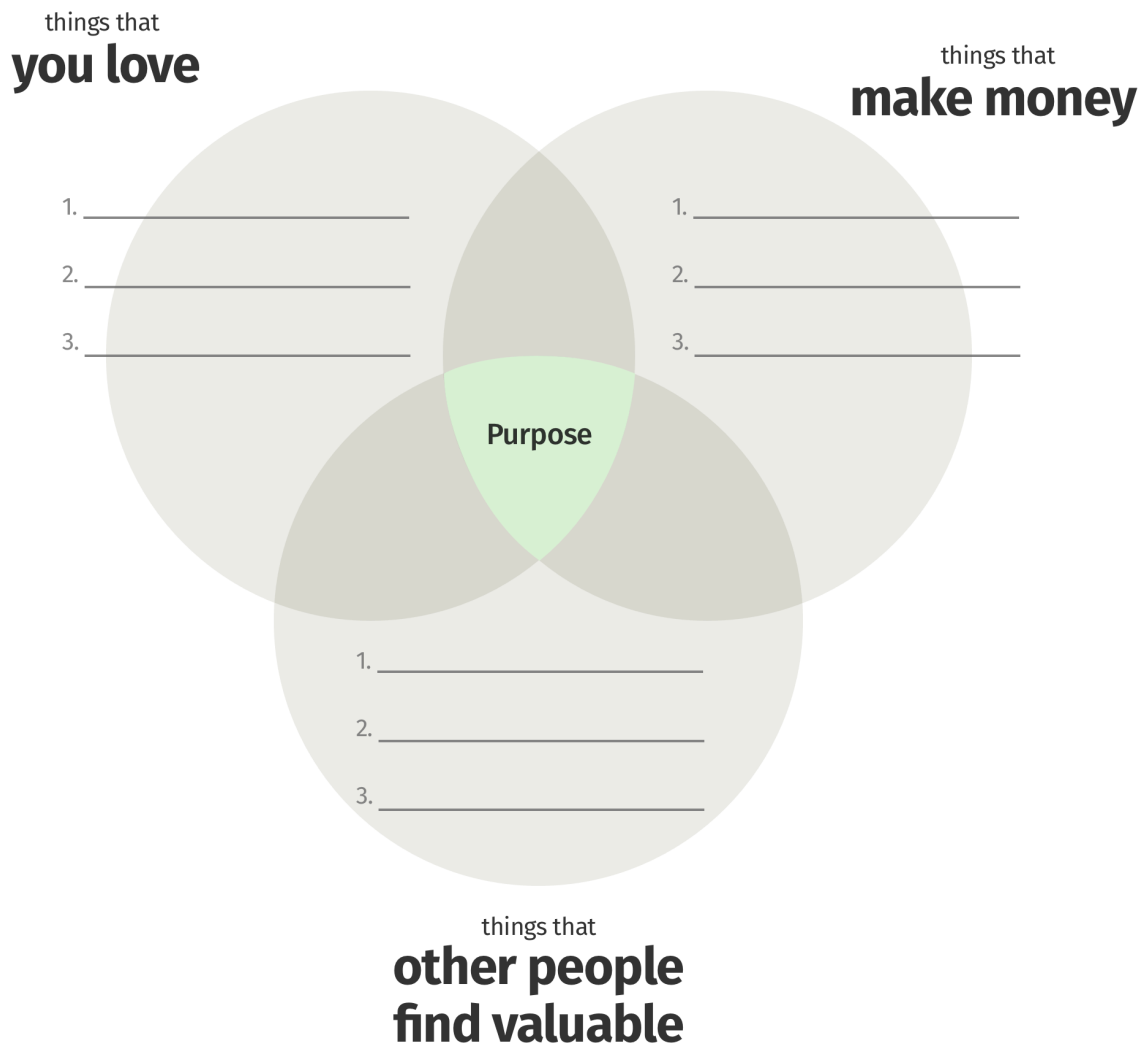 things that
you love
things that
make money
1.
2.
3.
1.
2.
3.
Purpose
1.
2.
3.
things that
other people
find valuable